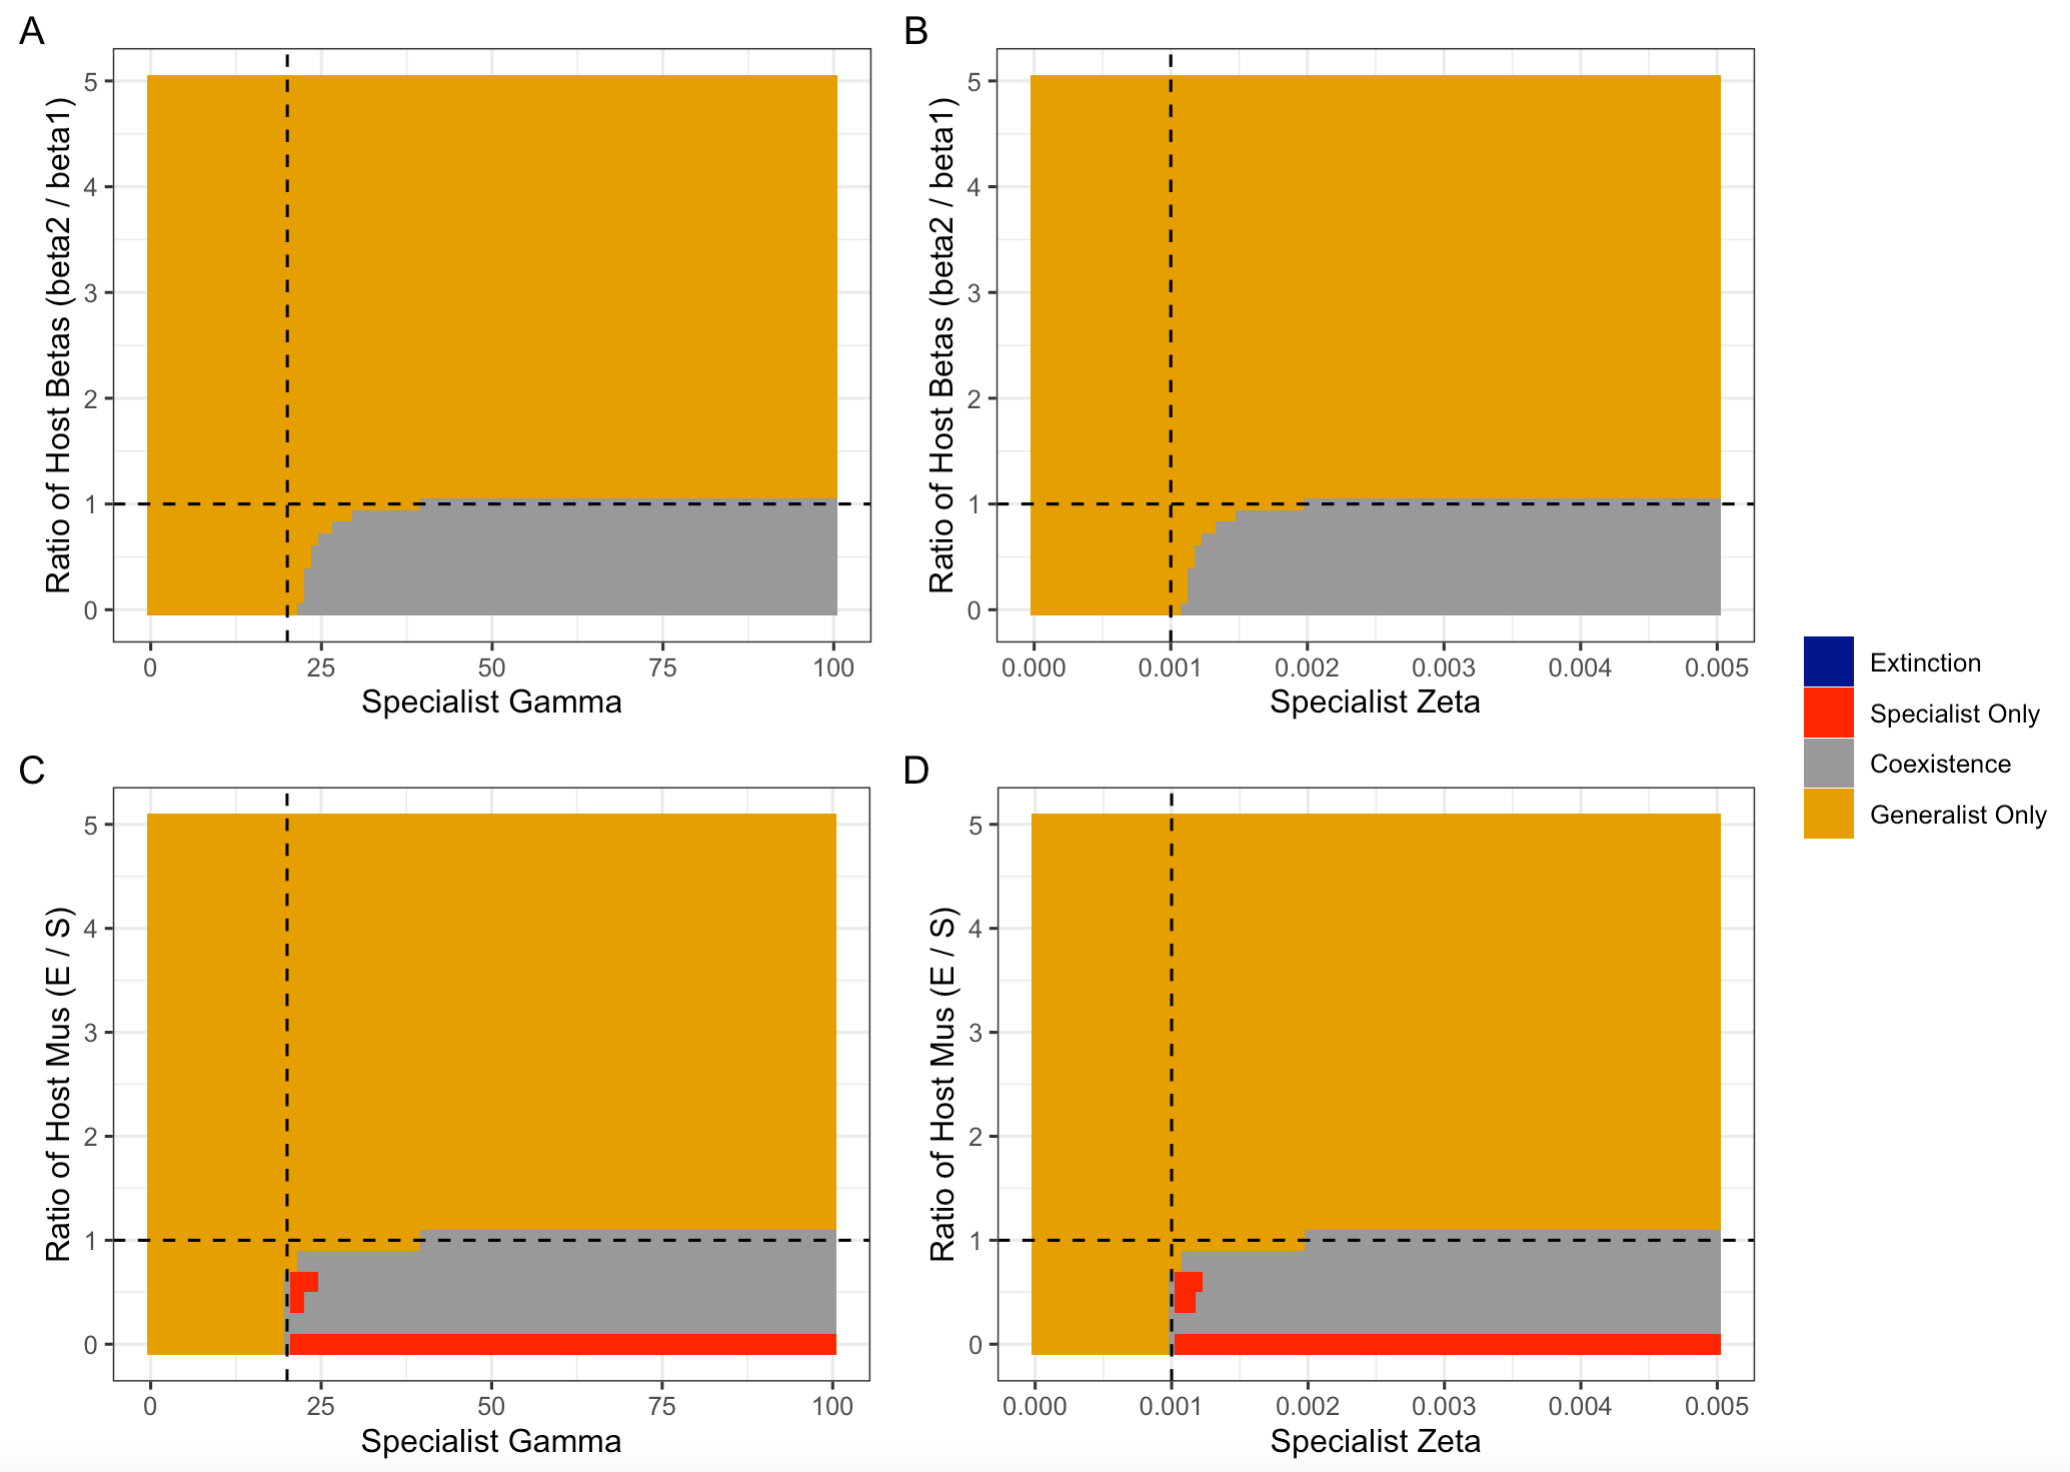 A
Ratio of Host Betas (beta2 / beta1)
5
4
3
2
1
0
0 25 50 75 100
Specialist Gamma
B
Ratio of Host Betas (beta2 / beta1)
5
4
3
2
1
0
0.000 0.001 0.002 0.003 0.004 0.005
Specialist Zeta
C
Ratio of Host Mus (E / S)
5
4
3
2
1
0
0 25 50 75 100
Specialist Gamma
D
Ratio of Host Mus (E / S)
5
4
3
2
1
0
0.000 0.001 0.002 0.003 0.004 0.005
Specialist Zeta
Extinction
Specialist Only
Coexistence
Generalist Only